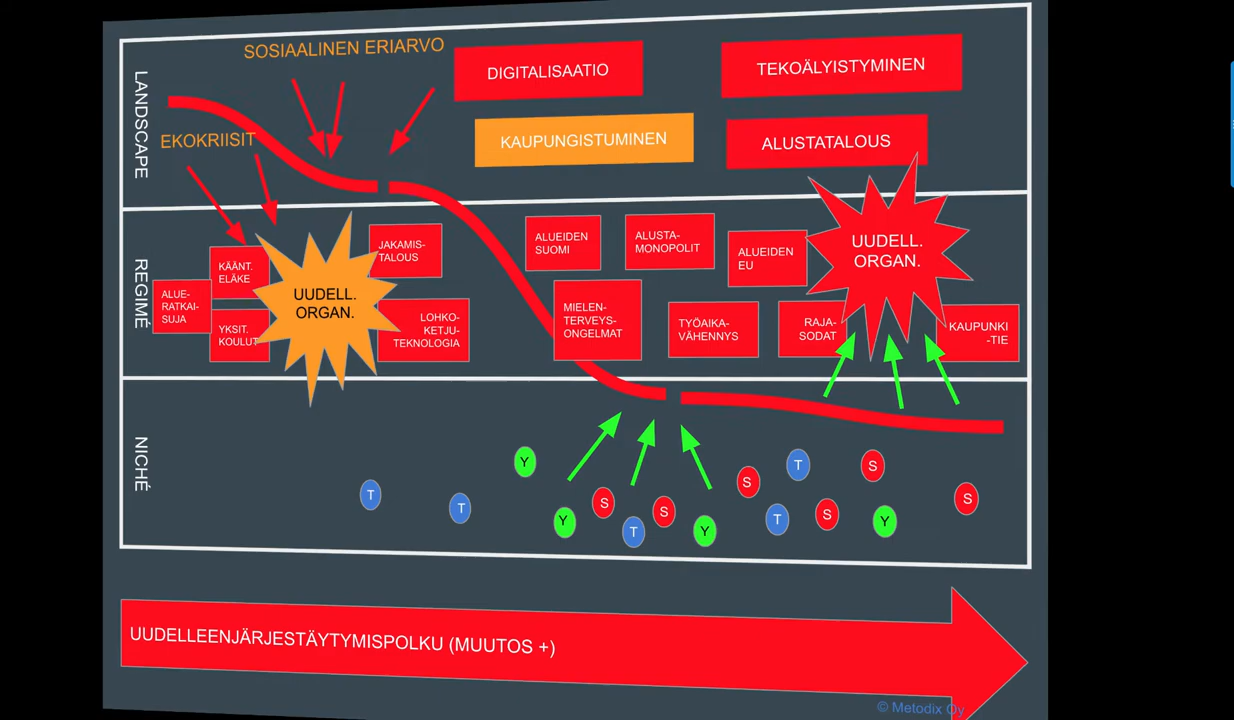 LANDSCAPE
SOSIAALINEN ERIARVO
EKOKRIISIT
DIGITALISAATIO
TEKOÄLYISTYMINEN
KAUPUNGISTUMINEN
ALUSTATALOUS
REGIMÉ
ALUE-
RATKAI-
SUJA
KÄÄNT.
ELÄKE
YKSIT.
KOULUT
UUDELL.
ORGAN.
JAKAMIS-
TALOUS
LOHKO-
KETJU-
TEKNOLOGIA
ALUEIDEN
SUOMI
ALUSTA-
MONOPOLIT
ALUEIDEN
EU
MIELEN-
TERVEYS-
ONGELMAT
TYÖAIKA-
VÄHENNYS
RAJA-
SODAT
UUDELL.
ORGAN.
KAUPUNKI
-TIE
NICHÉ
T
T
Y
Y
S
T
S
Y
S
T
T
S
S
Y
S
UUDELLEENJÄRJESTÄYTYMISPOLKU (MUUTOS +)
© Metodix Oy